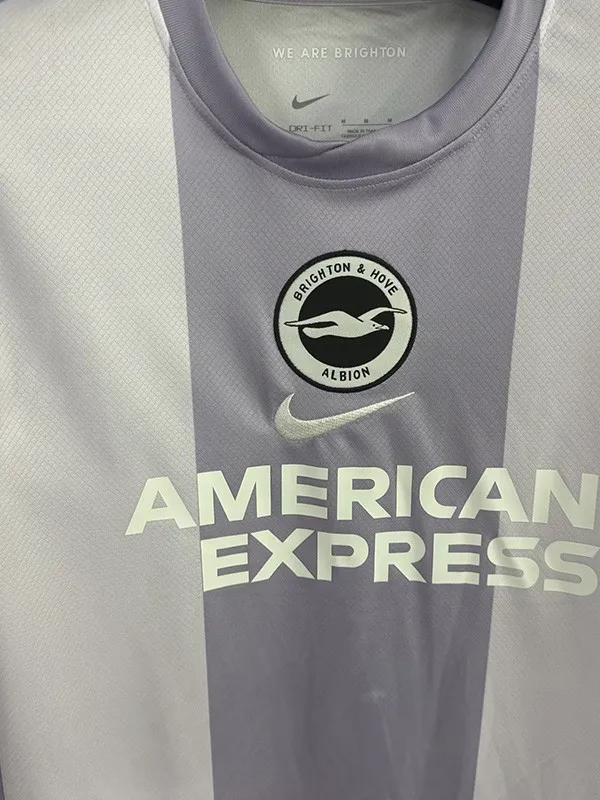 WE ARE BRIGHTON
DRI-FIT
M M M
BRIGHTON & HOVE
ALBION
AMERICAN
EXPRESS